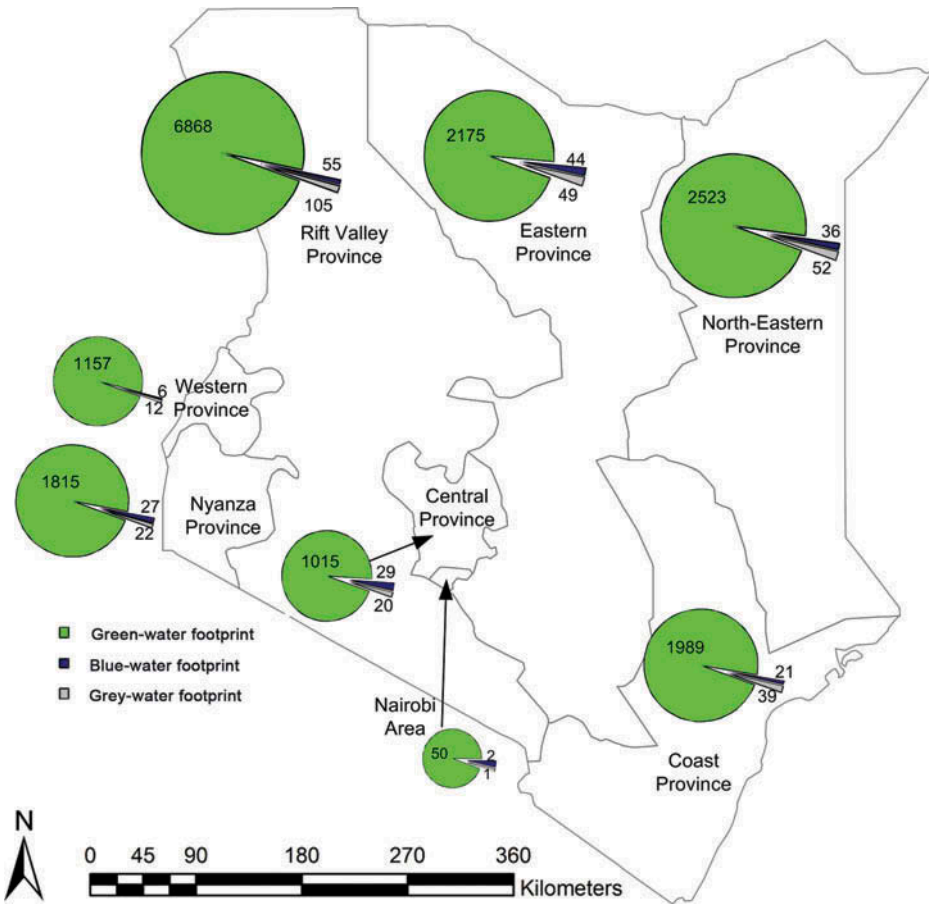 6868
55
105
Rift Valley
Province
2175
44
49
Eastern
Province
2523
36
52
North-Eastern
Province
1157
6
12
Western
Province
1815
27
22
Nyanza
Province
Central
Province
1015
29
20
Green-water footprint
Blue-water footprint
Grey-water footprint
1989
21
39
Coast
Province
Nairobi
Area
50
2
1
N
0 45 90 180 270 360
Kilometers